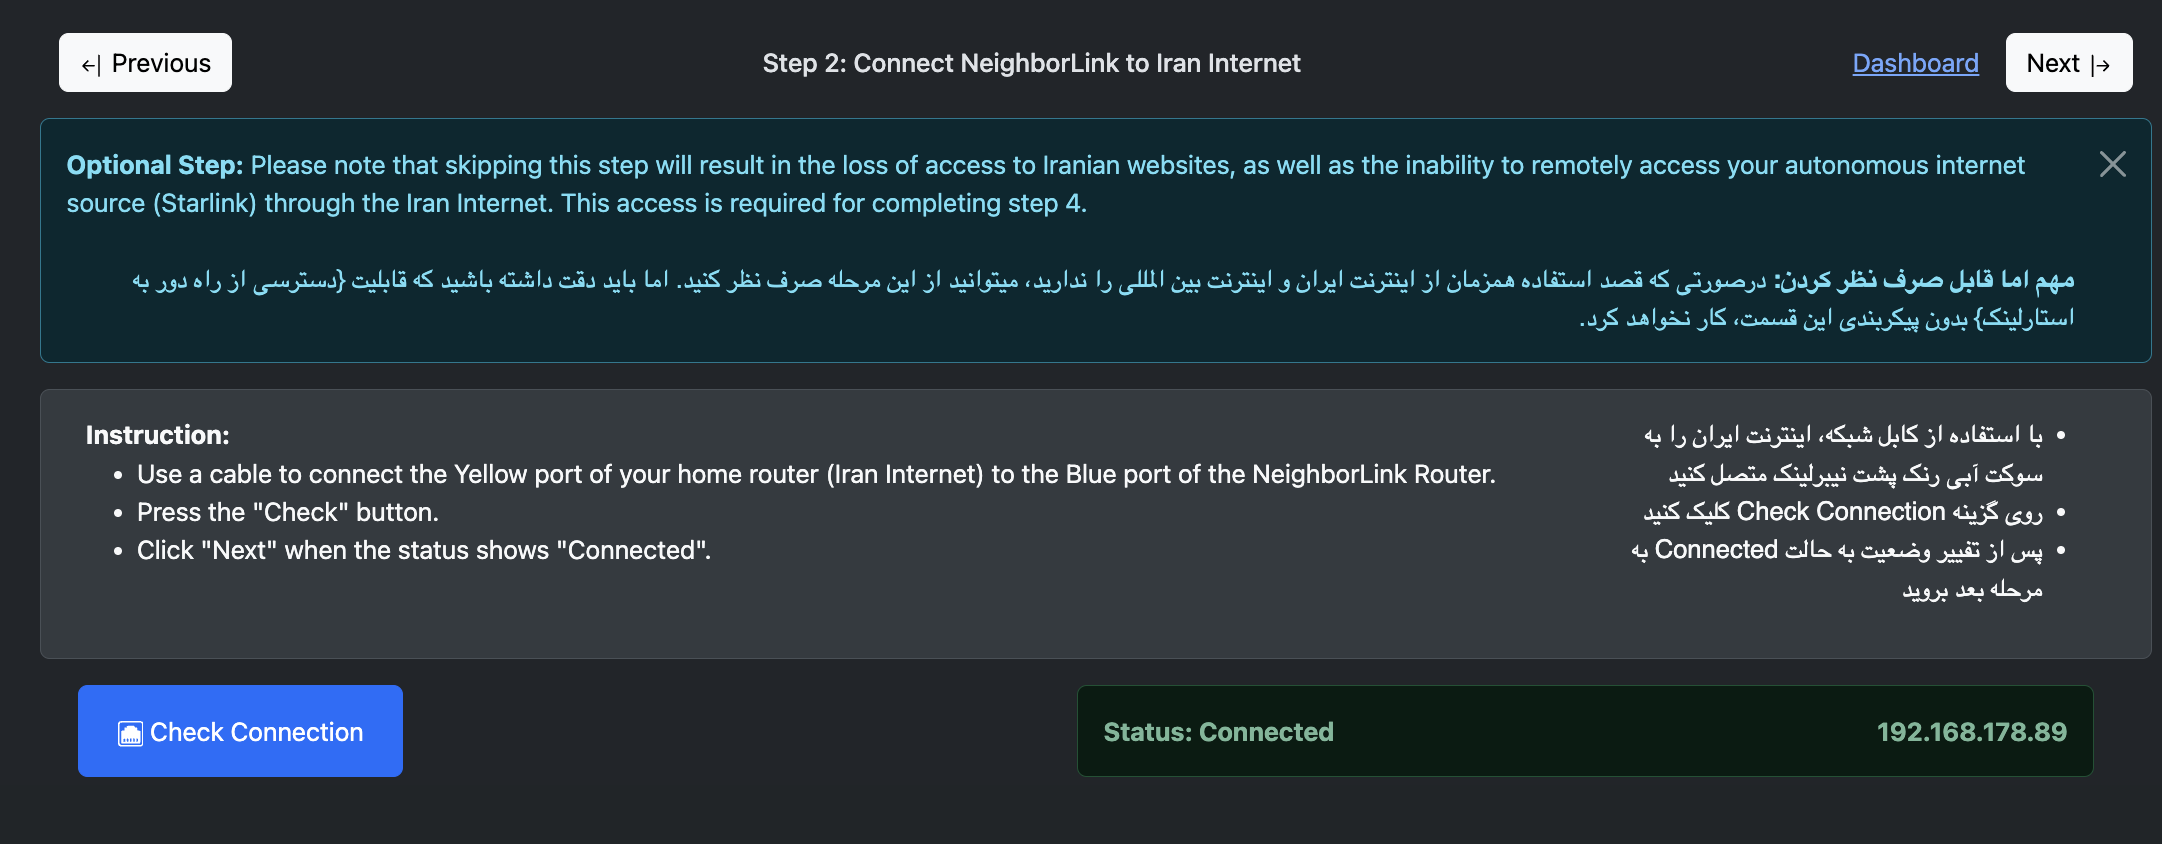 ←| Previous
Step 2: Connect NeighborLink to Iran Internet
Dashboard
Next |→
Optional Step: Please note that skipping this step will result in the loss of access to Iranian websites, as well as the inability to remotely access your autonomous internet
source (Starlink) through the Iran Internet. This access is required for completing step 4.
مهم اما قابل صرف نظر کردن: درصورتی که قصد استفاده همزمان از اینترنت ایران و اینترنت بین المللی را ندارید، میتوانید از این مرحله صرف نظر کنید. اما باید دقت داشته باشید که قابلیت {دسترسی از راه دور به
استارلینک} بدون پیکربندی این قسمت، کار نخواهد کرد.
Instruction:
• Use a cable to connect the Yellow port of your home router (Iran Internet) to the Blue port of the NeighborLink Router.
• Press the "Check" button.
• Click "Next" when the status shows "Connected".
• با استفاده از کابل شبکه، اینترنت ایران را به
سوکت آبی رنگ پشت نیبرلینک متصل کنید
• روی گزینه Check Connection کلیک کنید
• پس از تغییر وضعیت به حالت Connected به
مرحله بعد بروید
Check Connection
Status: Connected
192.168.178.89